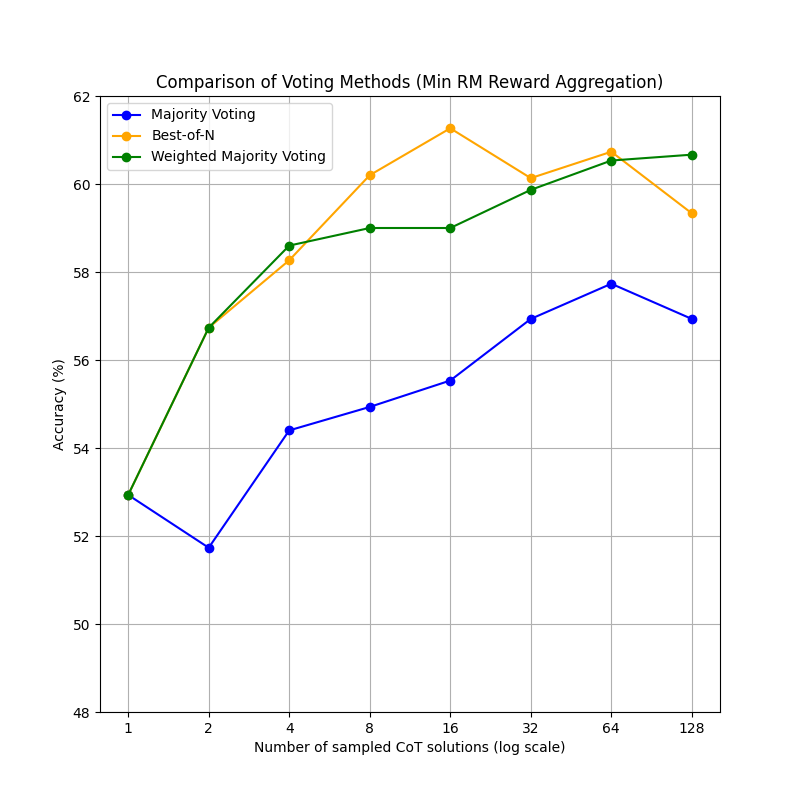 Comparison of Voting Methods (Min RM Reward Aggregation)
Majority Voting
Best-of-N
Weighted Majority Voting
Accuracy (%)
62
60
58
56
54
52
50
48
1 2 4 8 16 32 64 128
Number of sampled CoT solutions (log scale)